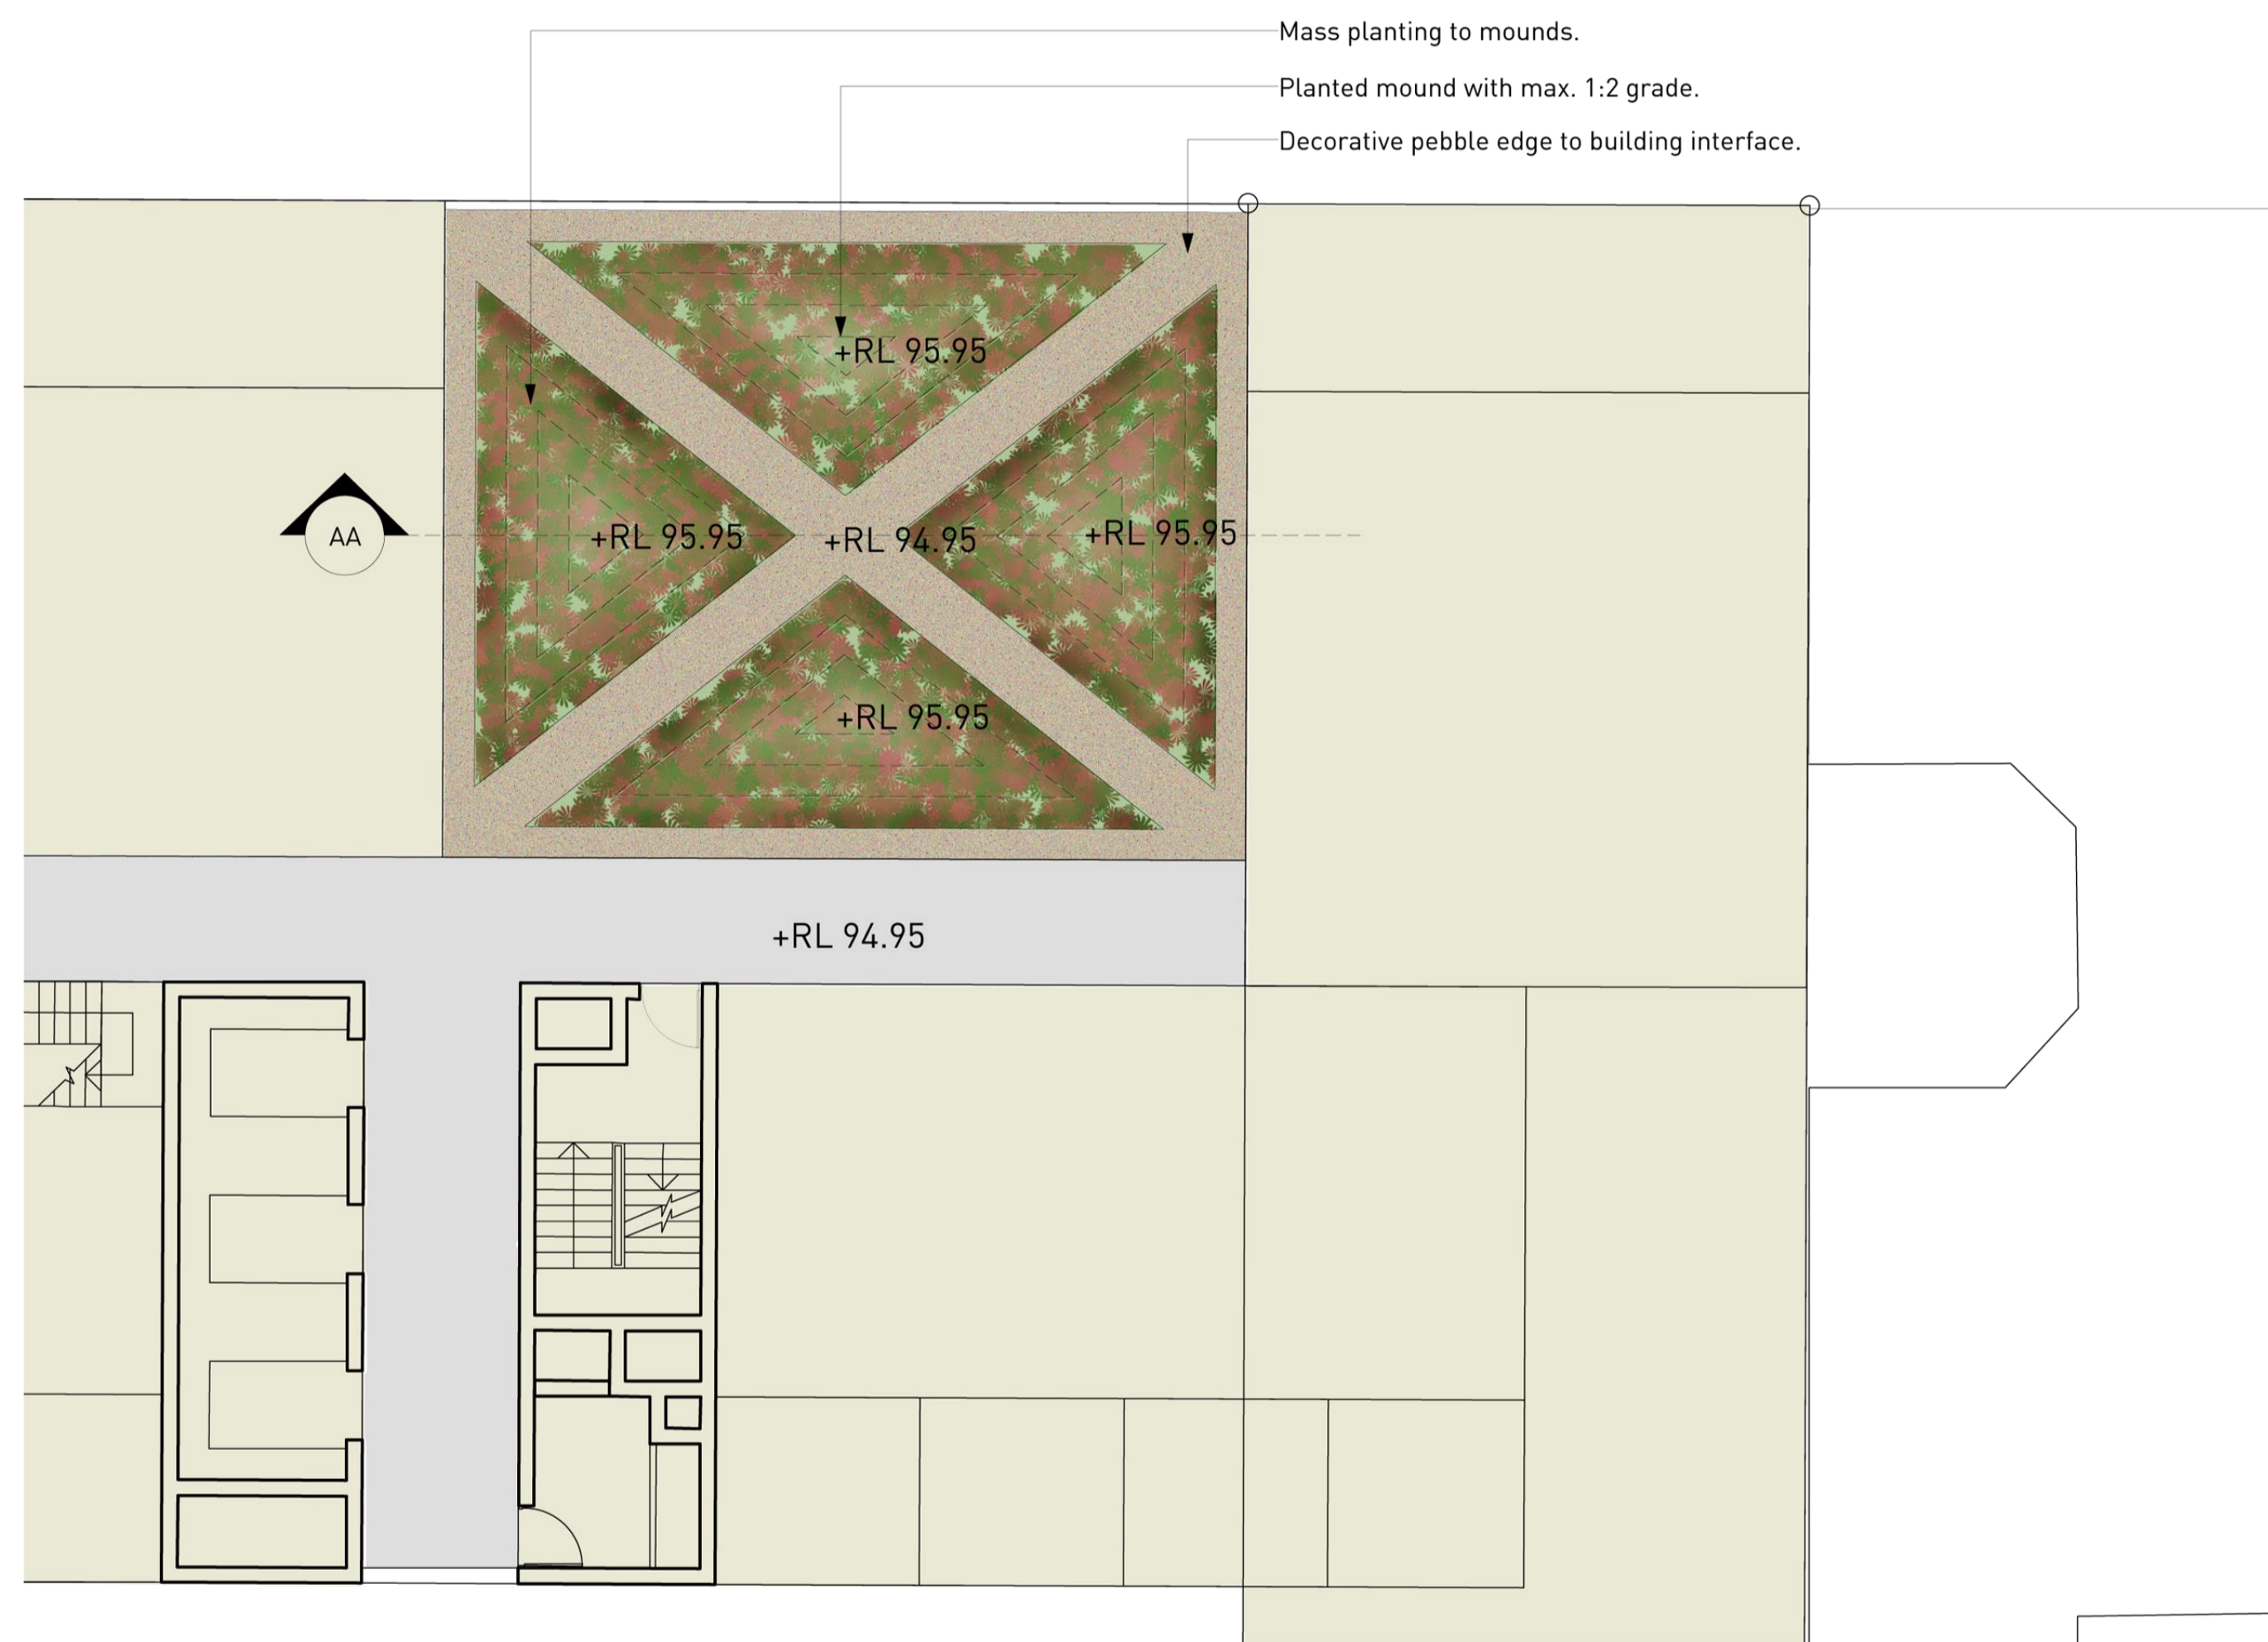 Mass planting to mounds.
Planted mound with max. 1:2 grade.
Decorative pebble edge to building interface.
+RL 95.95
AA
+RL 95.95
+RL 94.95
+RL 95.95
+RL 95.95
+RL 94.95